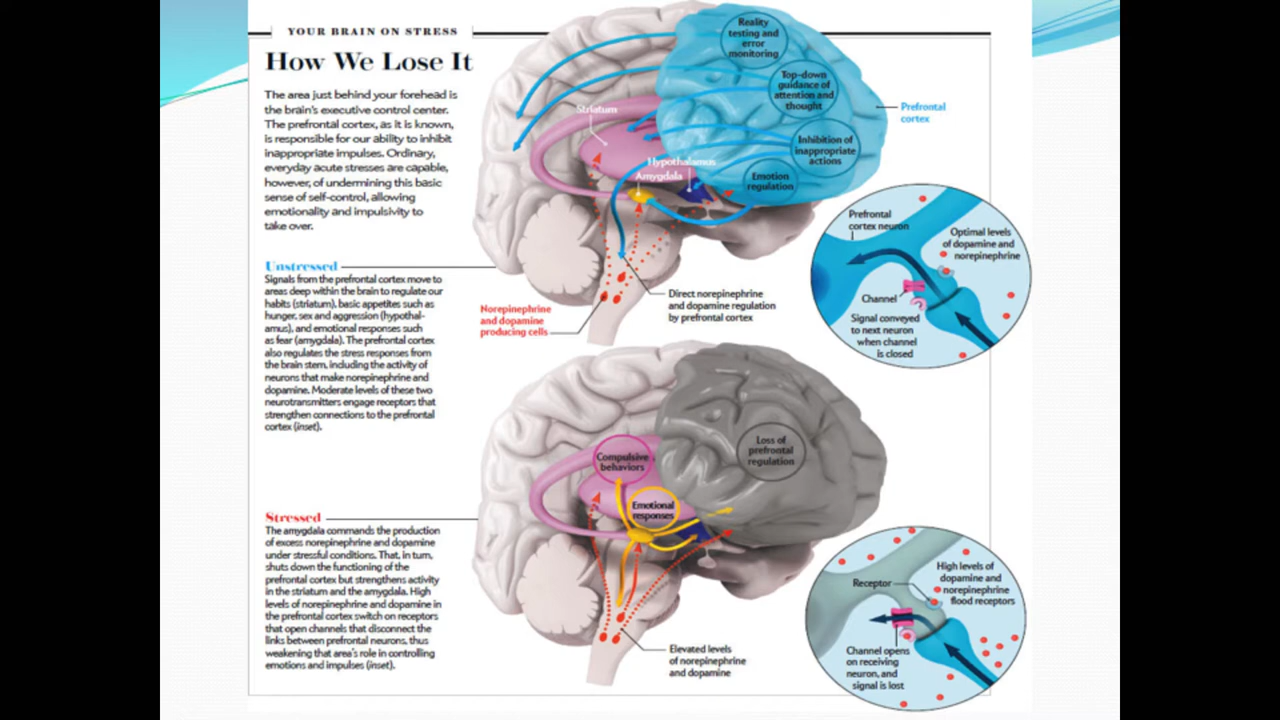 YOUR BRAIN ON STRESS
How We Lose It
The area just behind your forehead is
the brain's executive control center.
The prefrontal cortex, as it is known,
is responsible for our ability to inhibit
inappropriate impulses. Ordinary,
everyday acute stresses are capable,
however, of undermining this basic
sense of self-control, allowing
emotionality and impulsivity to
take over.
Unstressed
Signals from the prefrontal cortex move to
areas deep within the brain to regulate our
habits (striatum), basic appetites such as
hunger, sex and aggression (hypothal-
amus), and emotional responses such
as fear (amygdala). The prefrontal cortex
also regulates the stress responses from
the brain stem, including the activity of
neurons that make norepinephrine and
dopamine. Moderate levels of these two
neurotransmitters engage receptors that
strengthen connections to the prefrontal
cortex (inset).
Reality
testing and
error
monitoring
Top-down
guidance of
attention and
thought
Inhibition of
inappropriate
actions
Emotion
regulation
Prefrontal
cortex
Striatum
Hypothalamus
Amygdala
Norepinephrine
and dopamine
producing cells
Direct norepinephrine
and dopamine regulation
by prefrontal cortex
Prefrontal
cortex neuron
Optimal levels
of dopamine and
norepinephrine
Channel
Signal conveyed
to next neuron
when channel
is closed
Stressed
The amygdala commands the production
of excess norepinephrine and dopamine
under stressful conditions. That, in turn,
shuts down the functioning of the
prefrontal cortex but strengthens activity
in the striatum and the amygdala. High
levels of norepinephrine and dopamine in
the prefrontal cortex switch on receptors
that open channels that disconnect the
links between prefrontal neurons, thus
weakening that area's role in controlling
emotions and impulses (inset).
Compulsive
behaviors
Emotional
responses
Loss of
prefrontal
regulation
Elevated levels
of norepinephrine
and dopamine
Receptor
High levels of
dopamine and
norepinephrine
flood receptors
Channel opens
on receiving
neuron, and
signal is lost